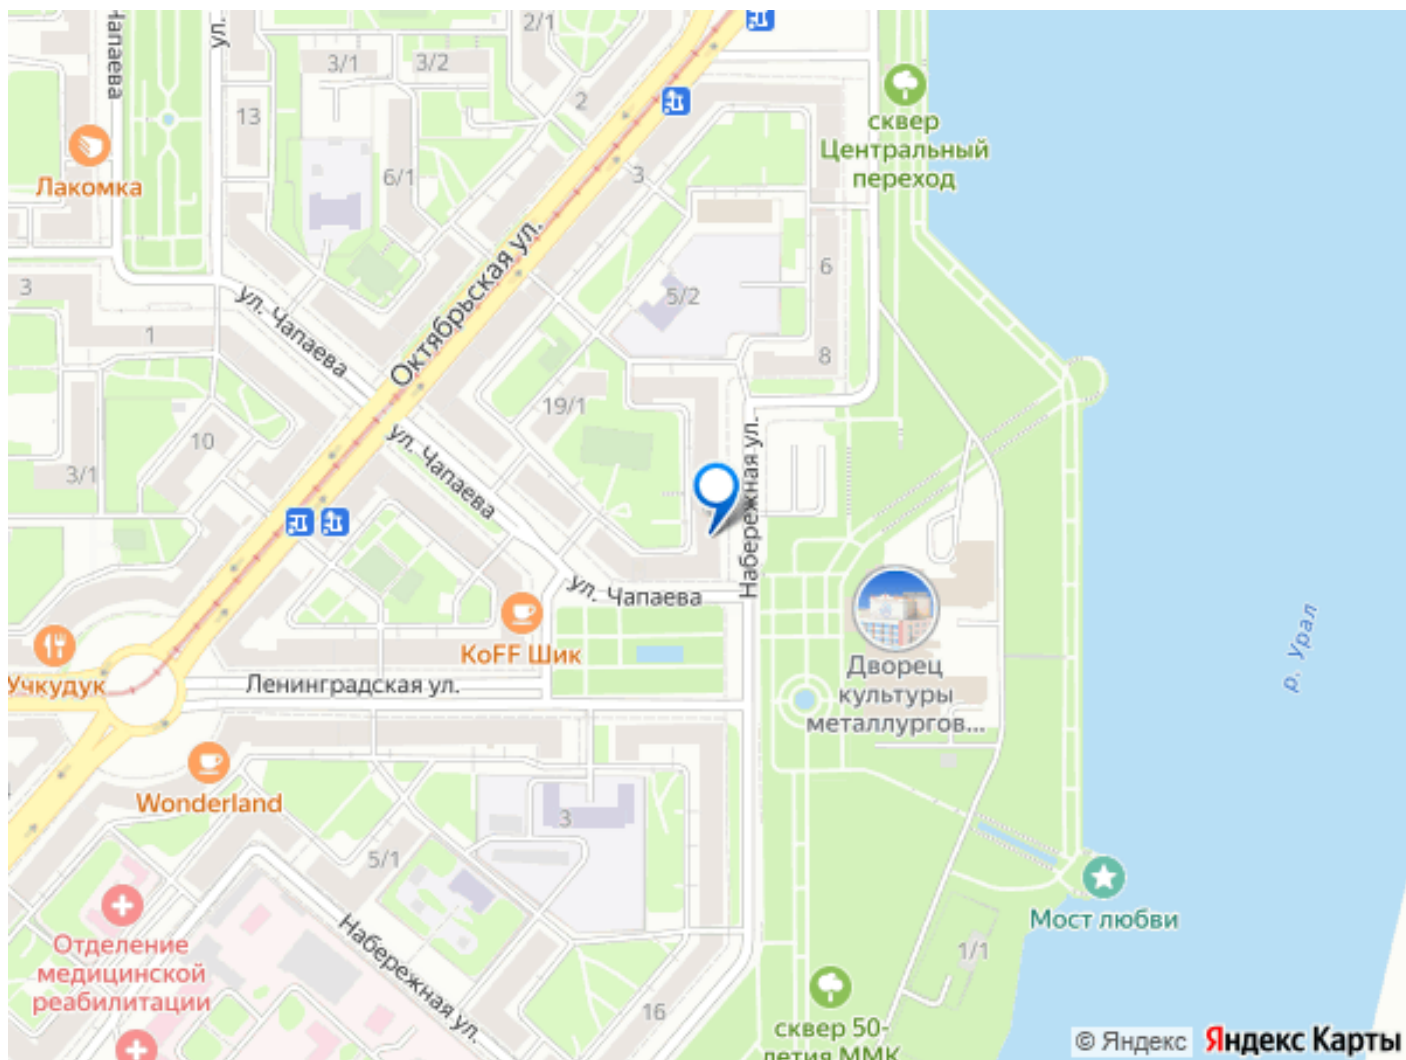 2/1
Чапаева
ул.
3/1
3/2
2
13
сквер
Центральный
переход
Лакомка
6/1
3
Октябрьская ул.
3
ул. Чапаева
5/2
6
1
8
19/1
10
ул. Чапаева
3/1
Набережная ул.
ул. Чапаева
KoFF Шик
Учкудук
Ленинградская ул.
Дворец
культуры
металлургов...
р. Урал
Wonderland
3
5/1
Мост любви
Отделение
медицинской
реабилитации
Набережная ул.
1/1
16
сквер 50-
летия ММК
© Яндекс
Яндекс Карты